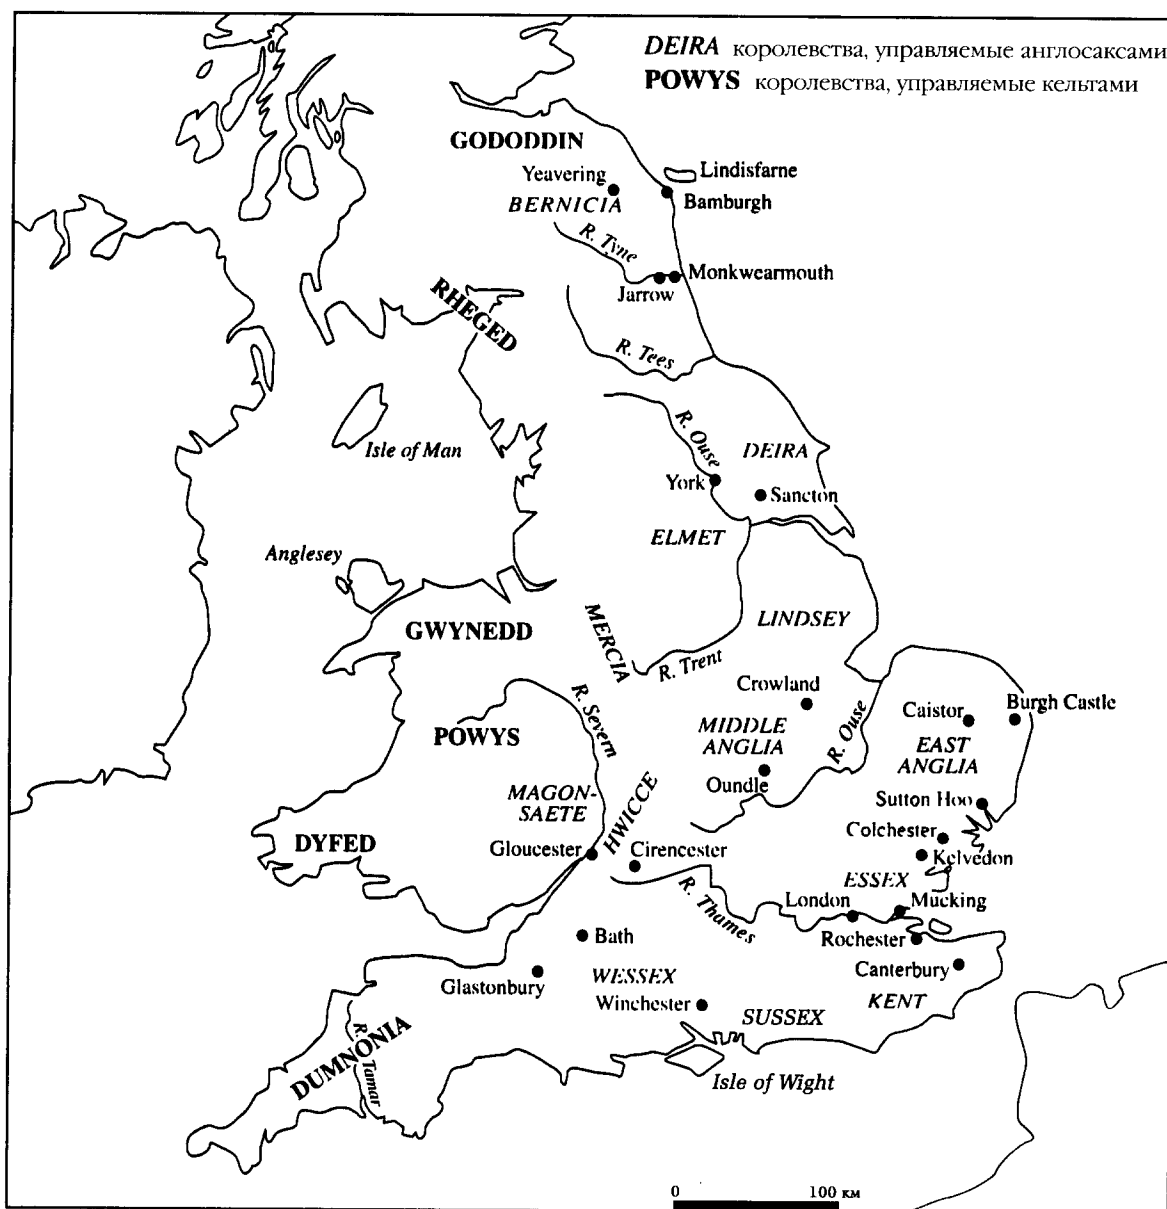 DEIRA королевства, управляемые англосаксами
POWYS королевства, управляемые кельтами
GODODDIN
Lindisfarne
Yeavering
Bamburgh
BERNICIA
R. Tyne
Monkwearmouth
Jarrow
RHEGED
R. Tees
Isle of Man
R. Ouse
DEIRA
York
Sancton
ELMET
Anglesey
LINDSEY
GWYNEDD
MERCIA
R. Trent
Crowland
R. Severn
Caistor
Burgh Castle
POWYS
MIDDLE
ANGLIA
R. Ouse
EAST
ANGLIA
Oundle
MAGON-
SAETE
Sutton Hoo
HWICCE
Colchester
DYFED
Gloucester
Cirencester
Kelvedon
ESSEX
R. Thames
London
Mucking
Bath
Rochester
Canterbury
Glastonbury
WESSEX
Winchester
KENT
SUSSEX
DUMNONIA
R. Tamar
Isle of Wight
0 100 км